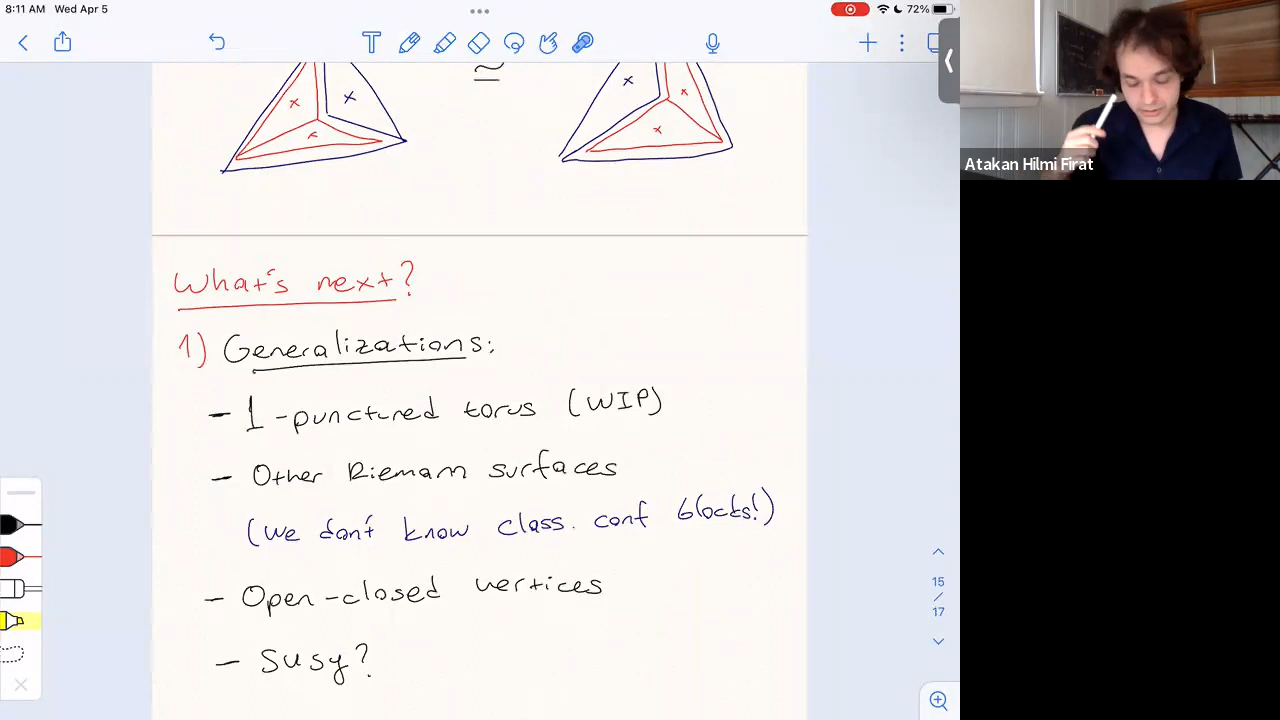 8:11 AM Wed Apr 5
72%
x x x
≅
x x x
What's next?
1) Generalizations:
- 1-punctured torus (WIP)
- Other Riemann surfaces
(we don't know class. conf blocks!)
- Open-closed vertices
- Susy?
15
/
17
Atakan Hilmi Firat